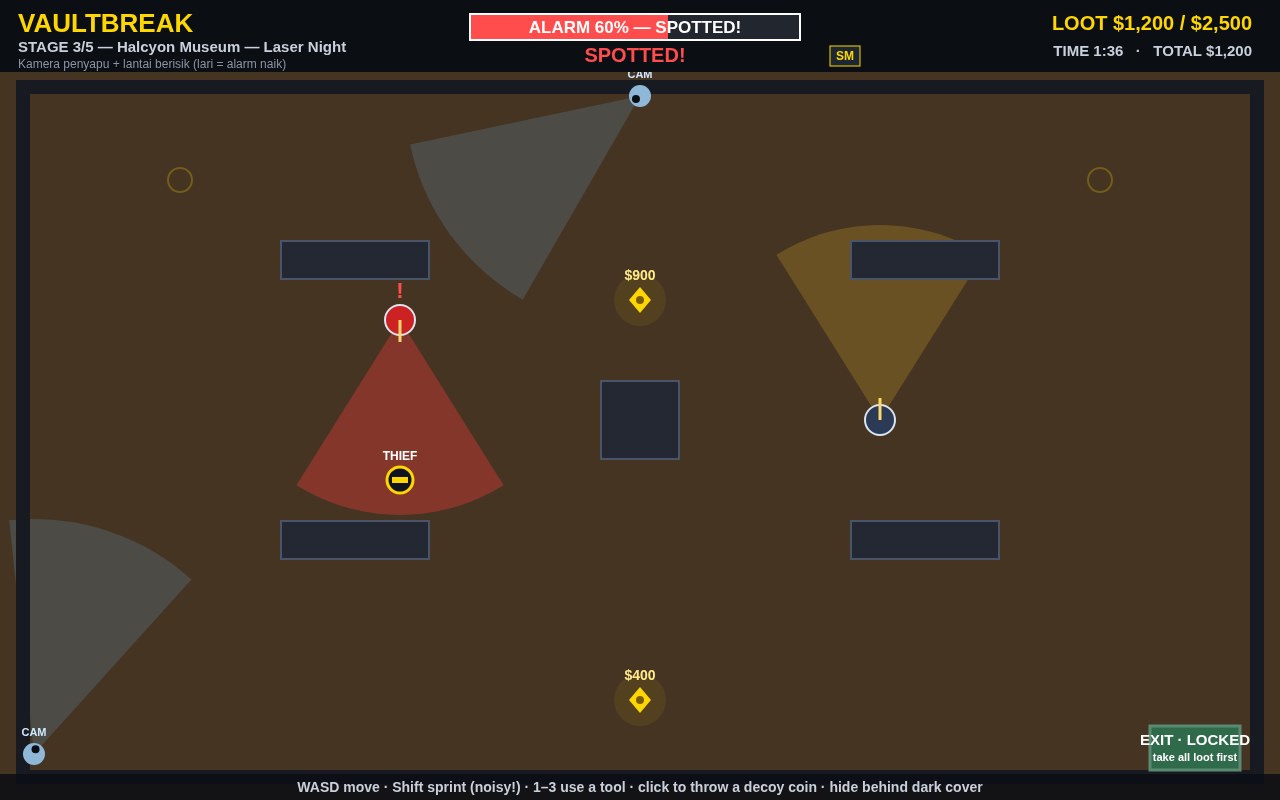 VAULTBREAK
STAGE 3/5 — Halcyon Museum — Laser Night
Kamera penyapu + lantai berisik (lari = alarm naik)
ALARM 60% — SPOTTED!
SPOTTED!
SM
LOOT $1,200 / $2,500
TIME 1:36 · TOTAL $1,200
CAM
$900
!
THIEF
$400
CAM
EXIT · LOCKED
take all loot first
WASD move · Shift sprint (noisy!) · 1–3 use a tool · click to throw a decoy coin · hide behind dark cover